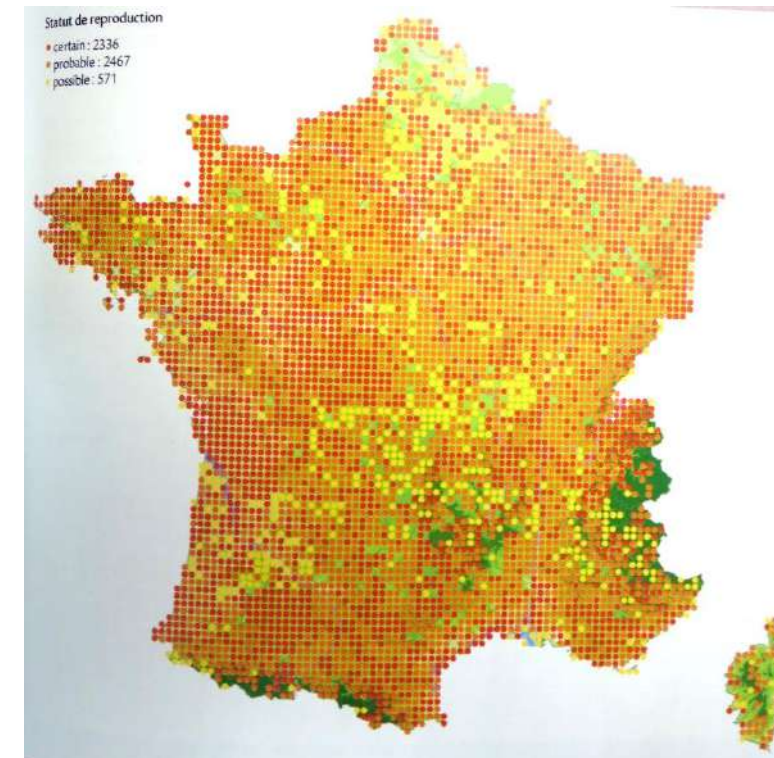 Statut de reproduction
• certain : 2336
• probable : 2467
• possible : 571